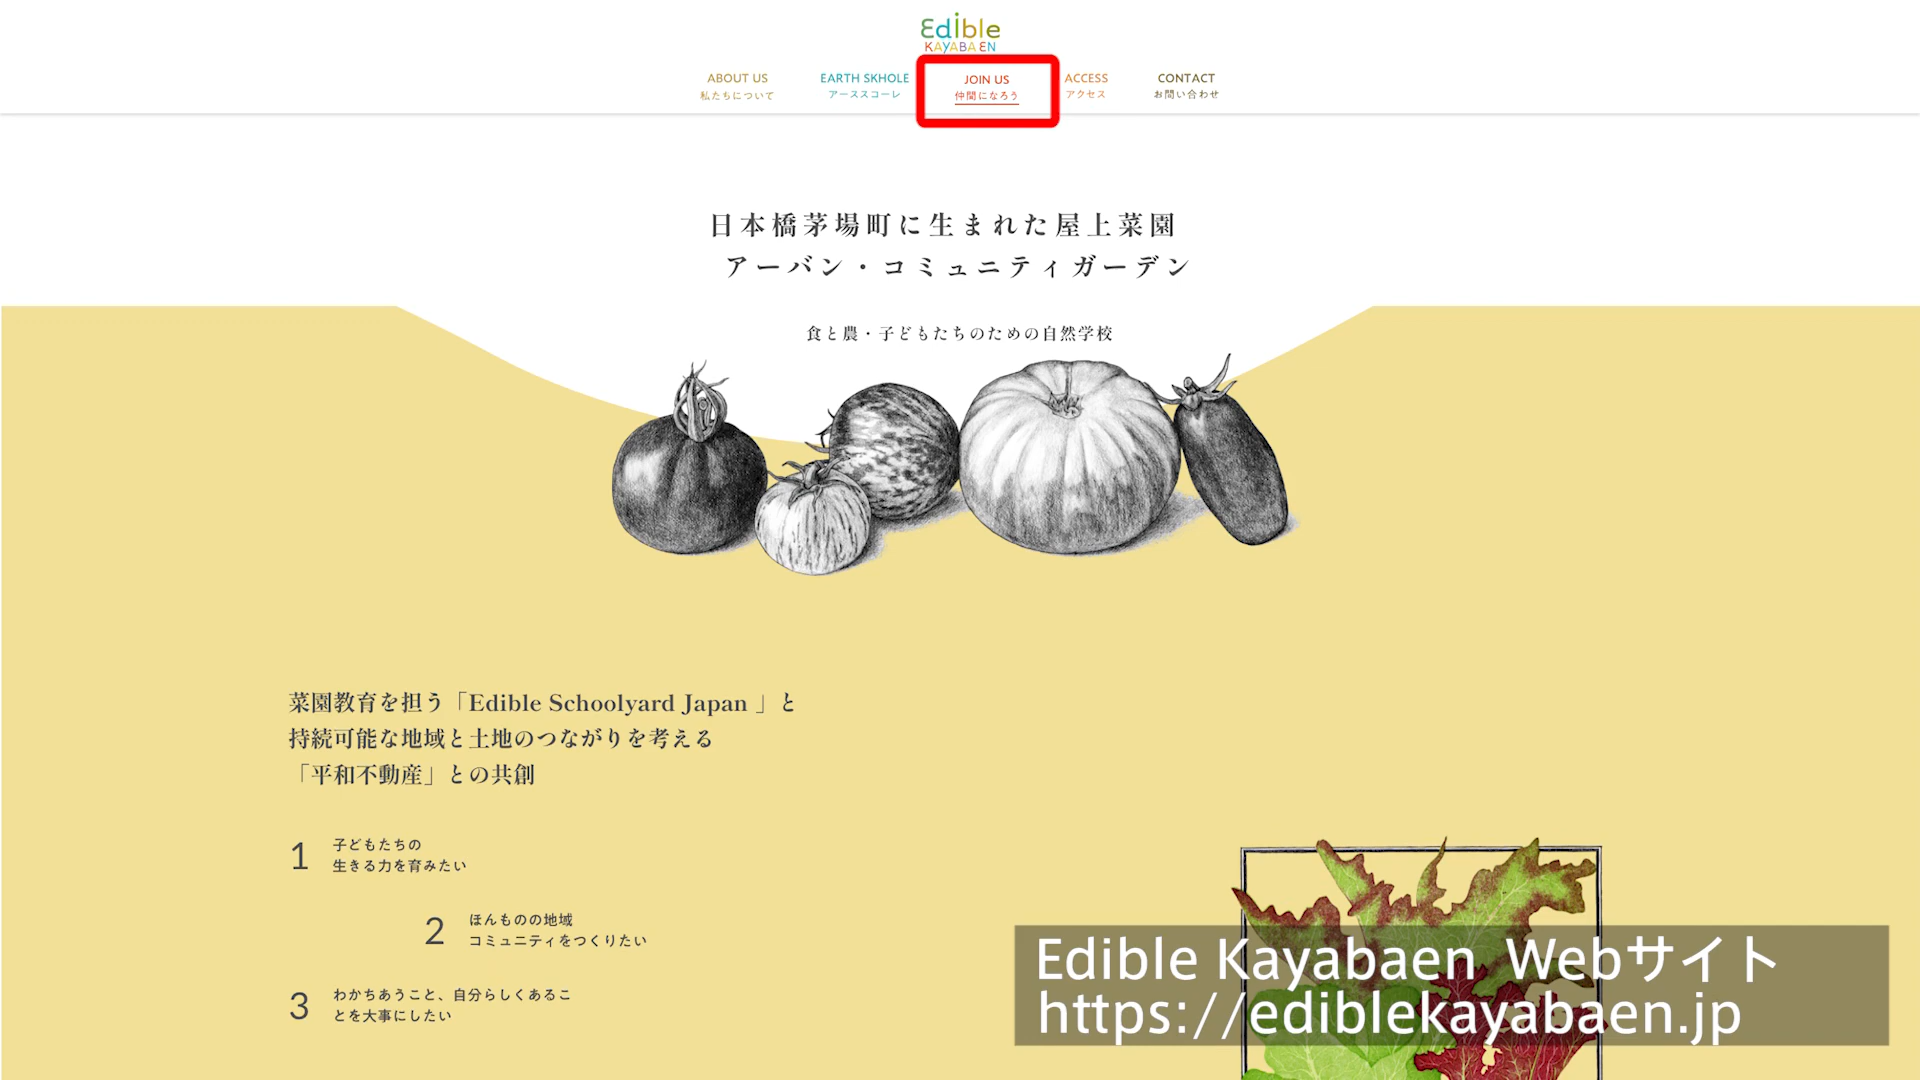 Edible
KAYABAEN
ABOUT US
私たちについて
EARTH SKHOLE
アーススコーレ
JOIN US
仲間になろう
ACCESS
アクセス
CONTACT
お問い合わせ
日本橋茅場町に生まれた屋上菜園
アーバン・コミュニティガーデン
食と農・子どもたちのための自然学校
菜園教育を担う「Edible Schoolyard Japan 」と
持続可能な地域と土地のつながりを考える
「平和不動産」との共創
1
子どもたちの
生きる力を育みたい
2
ほんものの地域
コミュニティをつくりたい
3
わかちあうこと、自分らしくあるこ
とを大事にしたい
Edible Kayabaen Webサイト
https://ediblekayabaen.jp